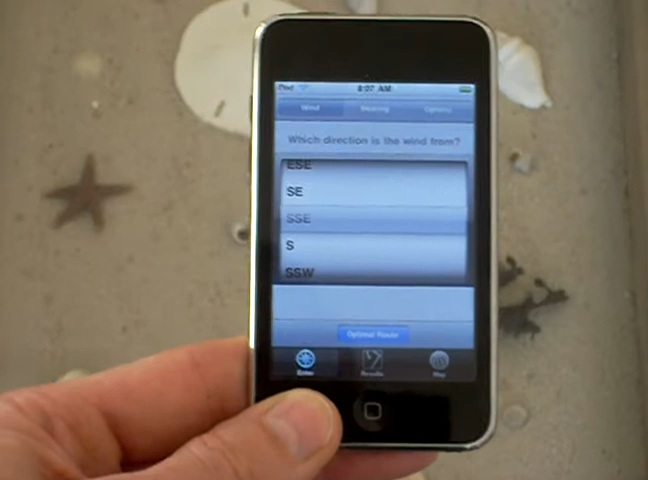 iPod 8:07 AM
Wind Heading Options
Which direction is the wind from?
ESE
SE
SSE
S
SSW
Optimal Route
Enter Results Map